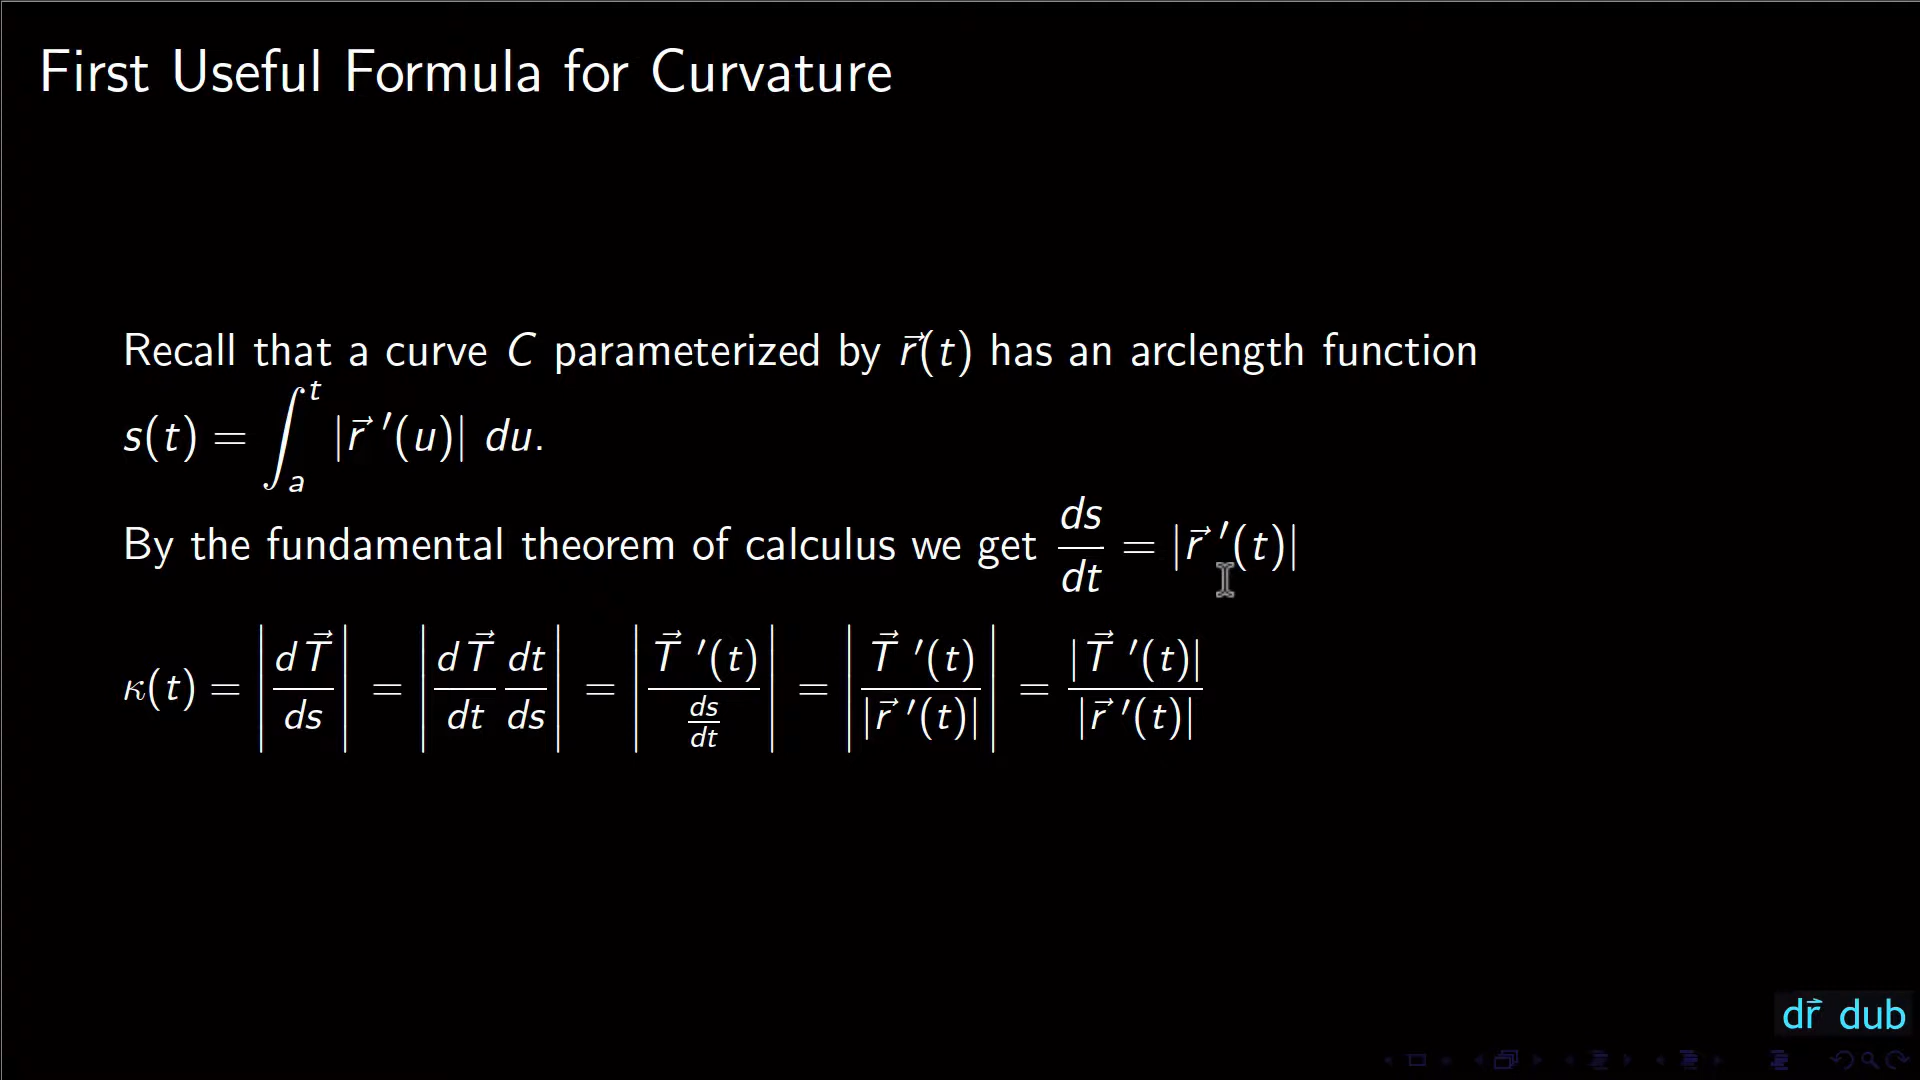 First Useful Formula for Curvature
Recall that a curve C parameterized by r⃗(t) has an arclength function
s(t) = ∫_a^t |r⃗ ′(u)| du.
By the fundamental theorem of calculus we get ds/dt = |r⃗ ′(t)|
κ(t) = |dT⃗/ds| = |dT⃗/dt dt/ds| = |T⃗ ′(t)/(ds/dt)| = |T⃗ ′(t)/|r⃗ ′(t)|| = |T⃗ ′(t)|/|r⃗ ′(t)|
dr⃗ dub